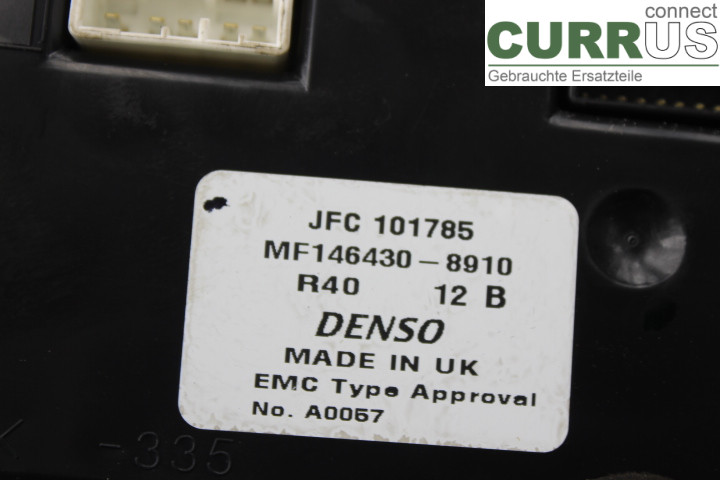 connect
CURRUS
Gebrauchte Ersatzteile
JFC 101785
MF146430-8910
R40 12 B
DENSO
MADE IN UK
EMC Type Approval
No. A0057
-335